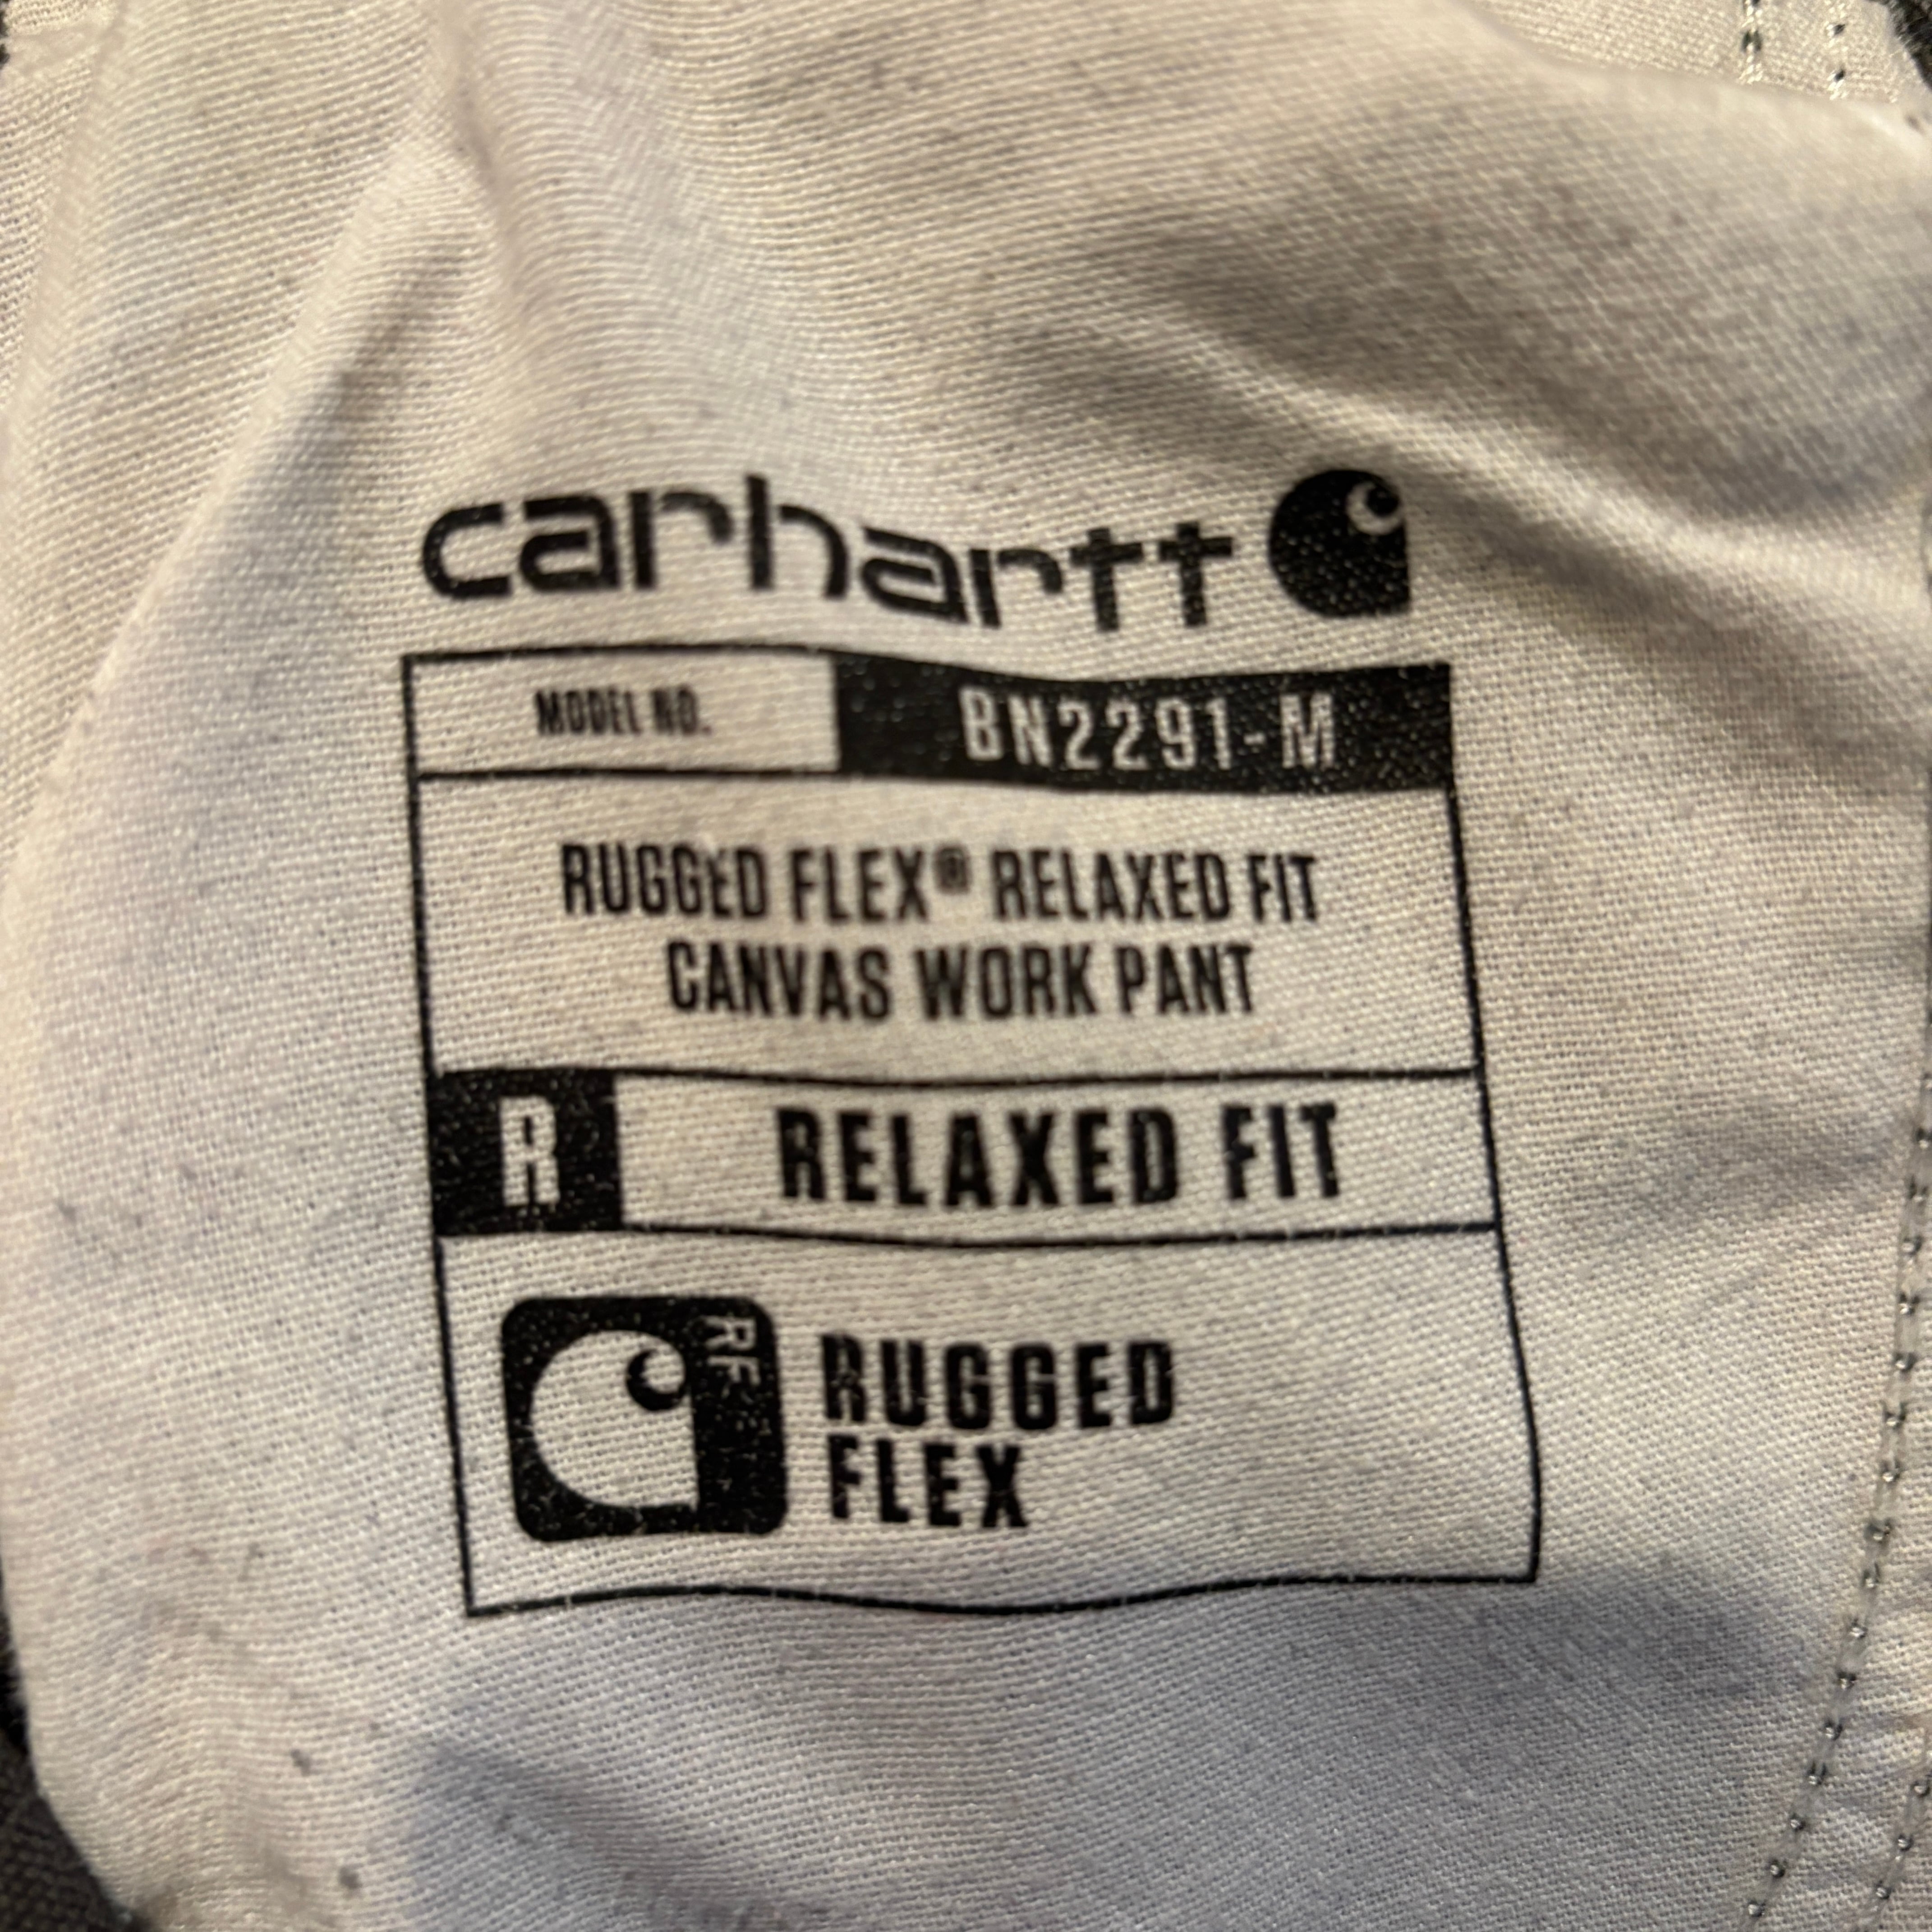 carhartt
MODEL NO. BN2291-M
RUGGED FLEX® RELAXED FIT
CANVAS WORK PANT
R RELAXED FIT
RF
RUGGED
FLEX